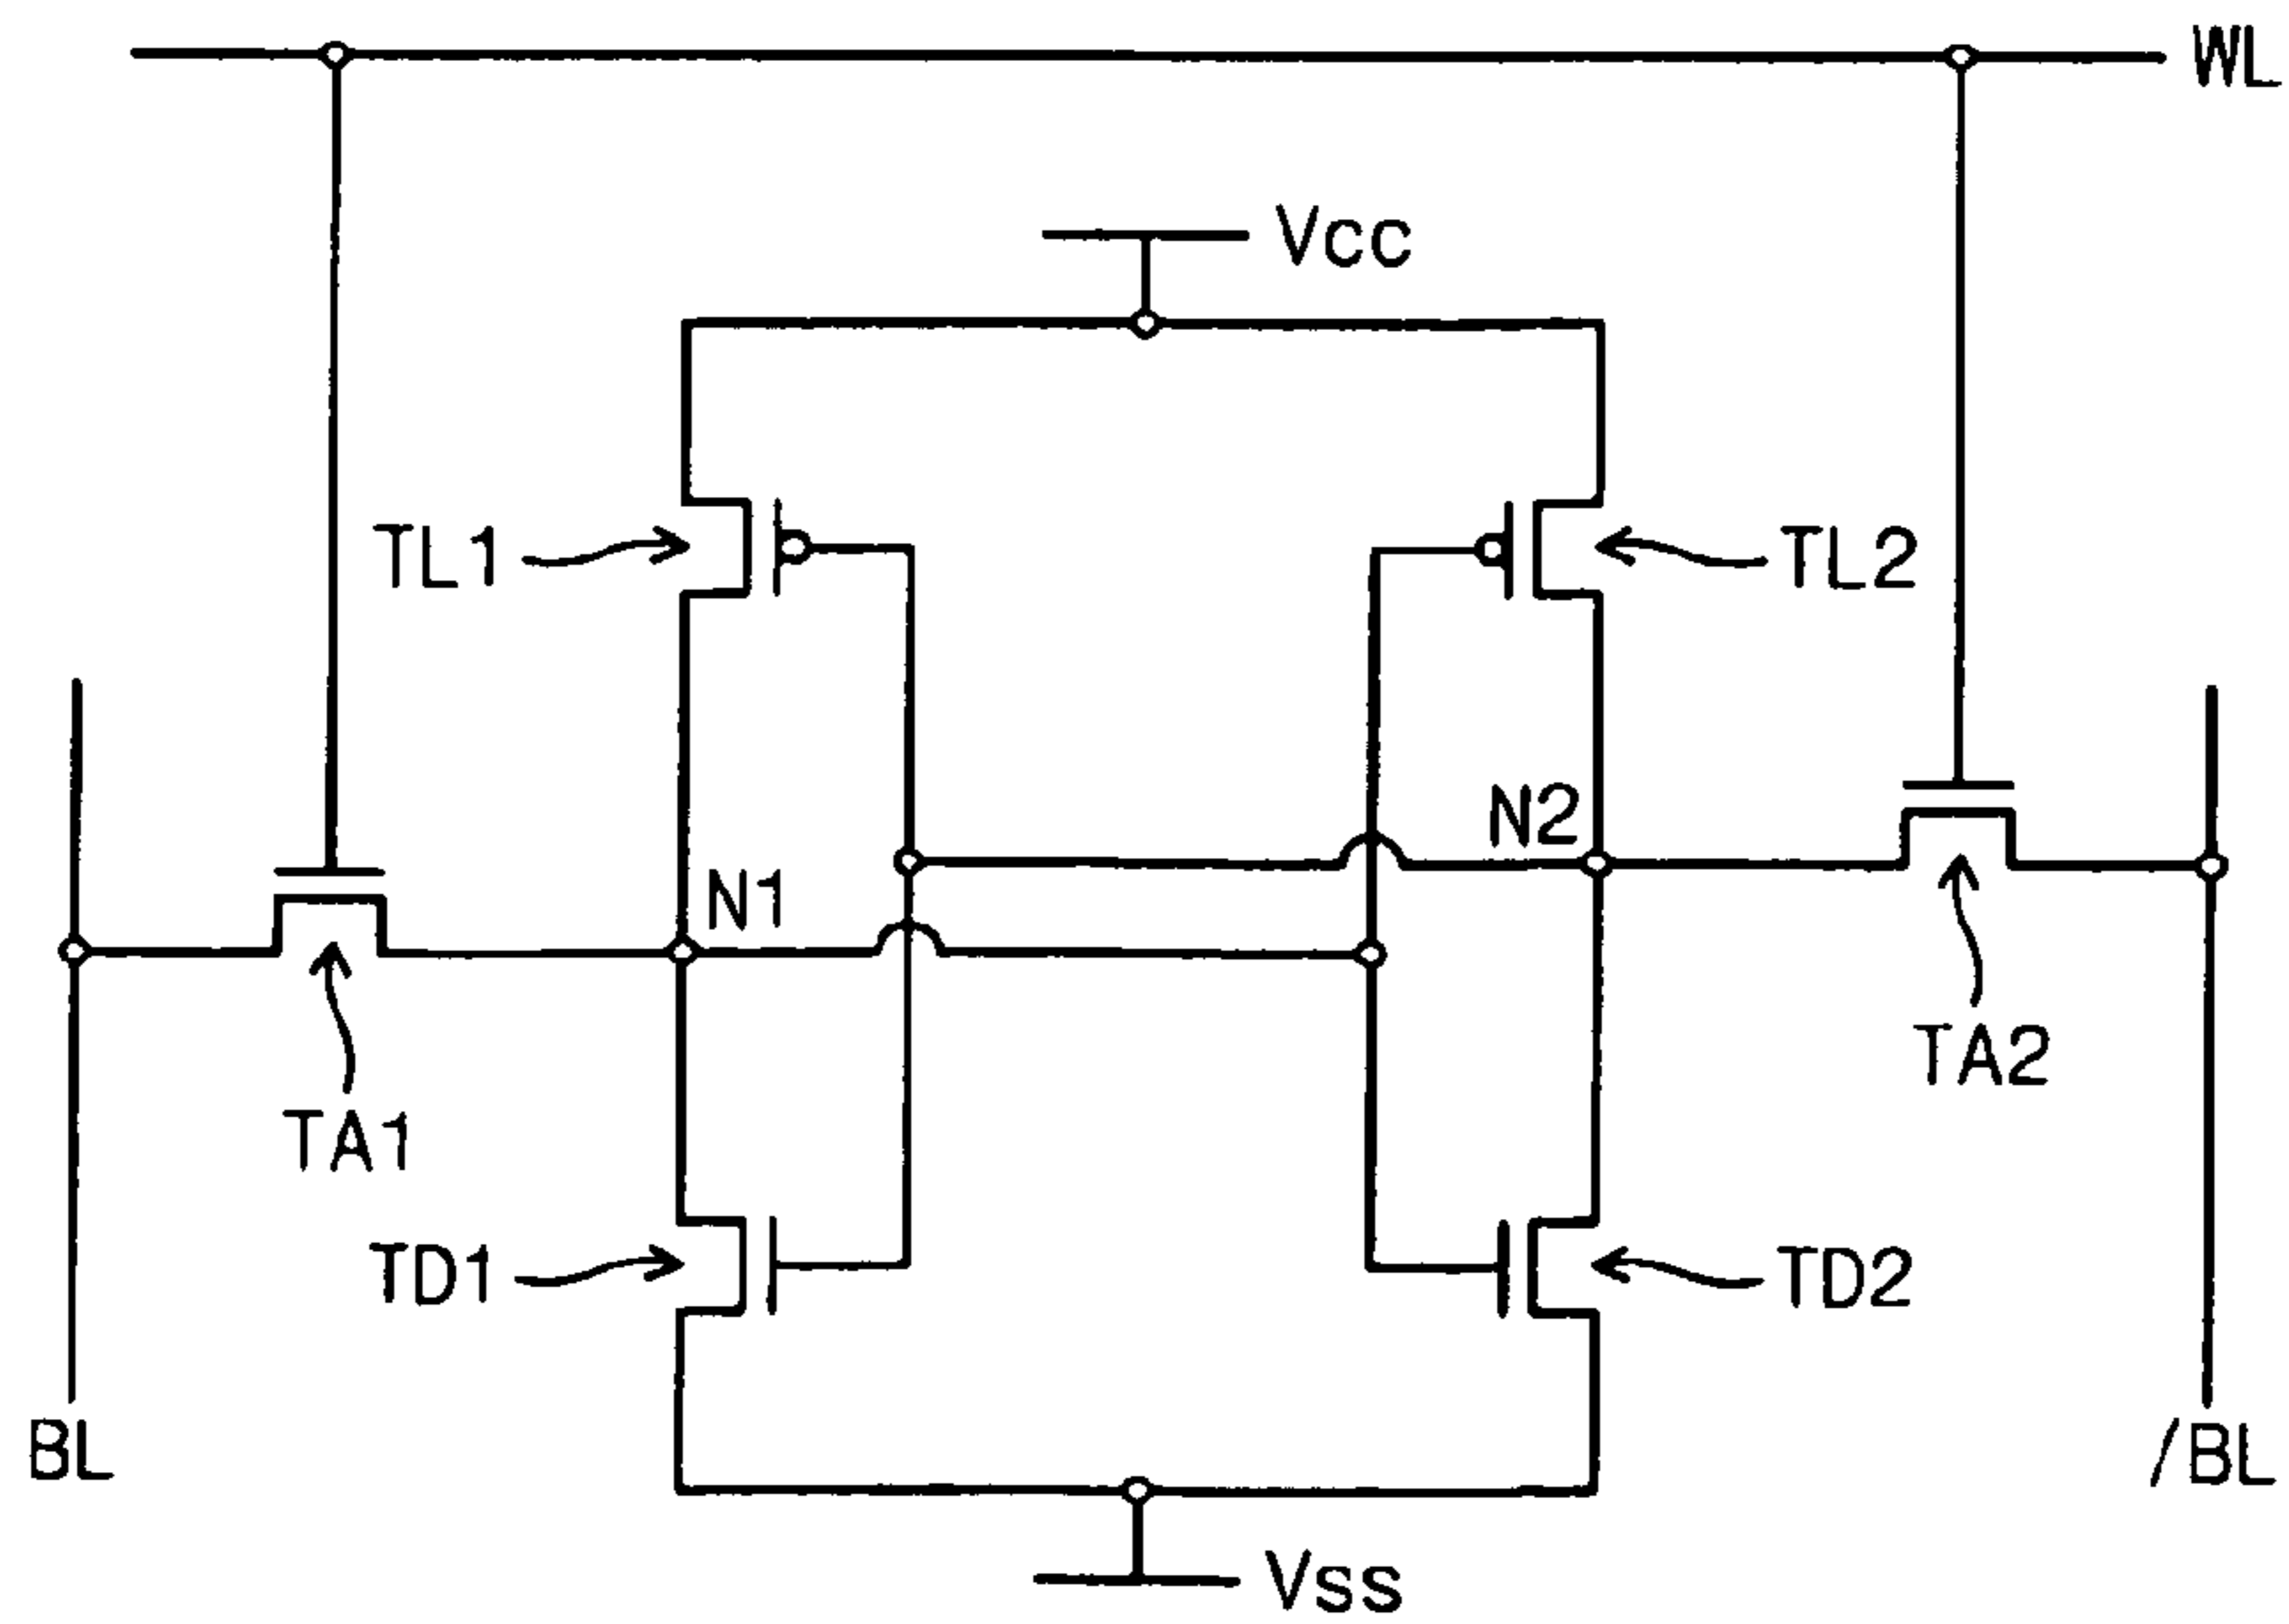 WL
Vcc
TL1
TL2
N2
N1
TA2
TA1
TD1
TD2
BL
/BL
Vss